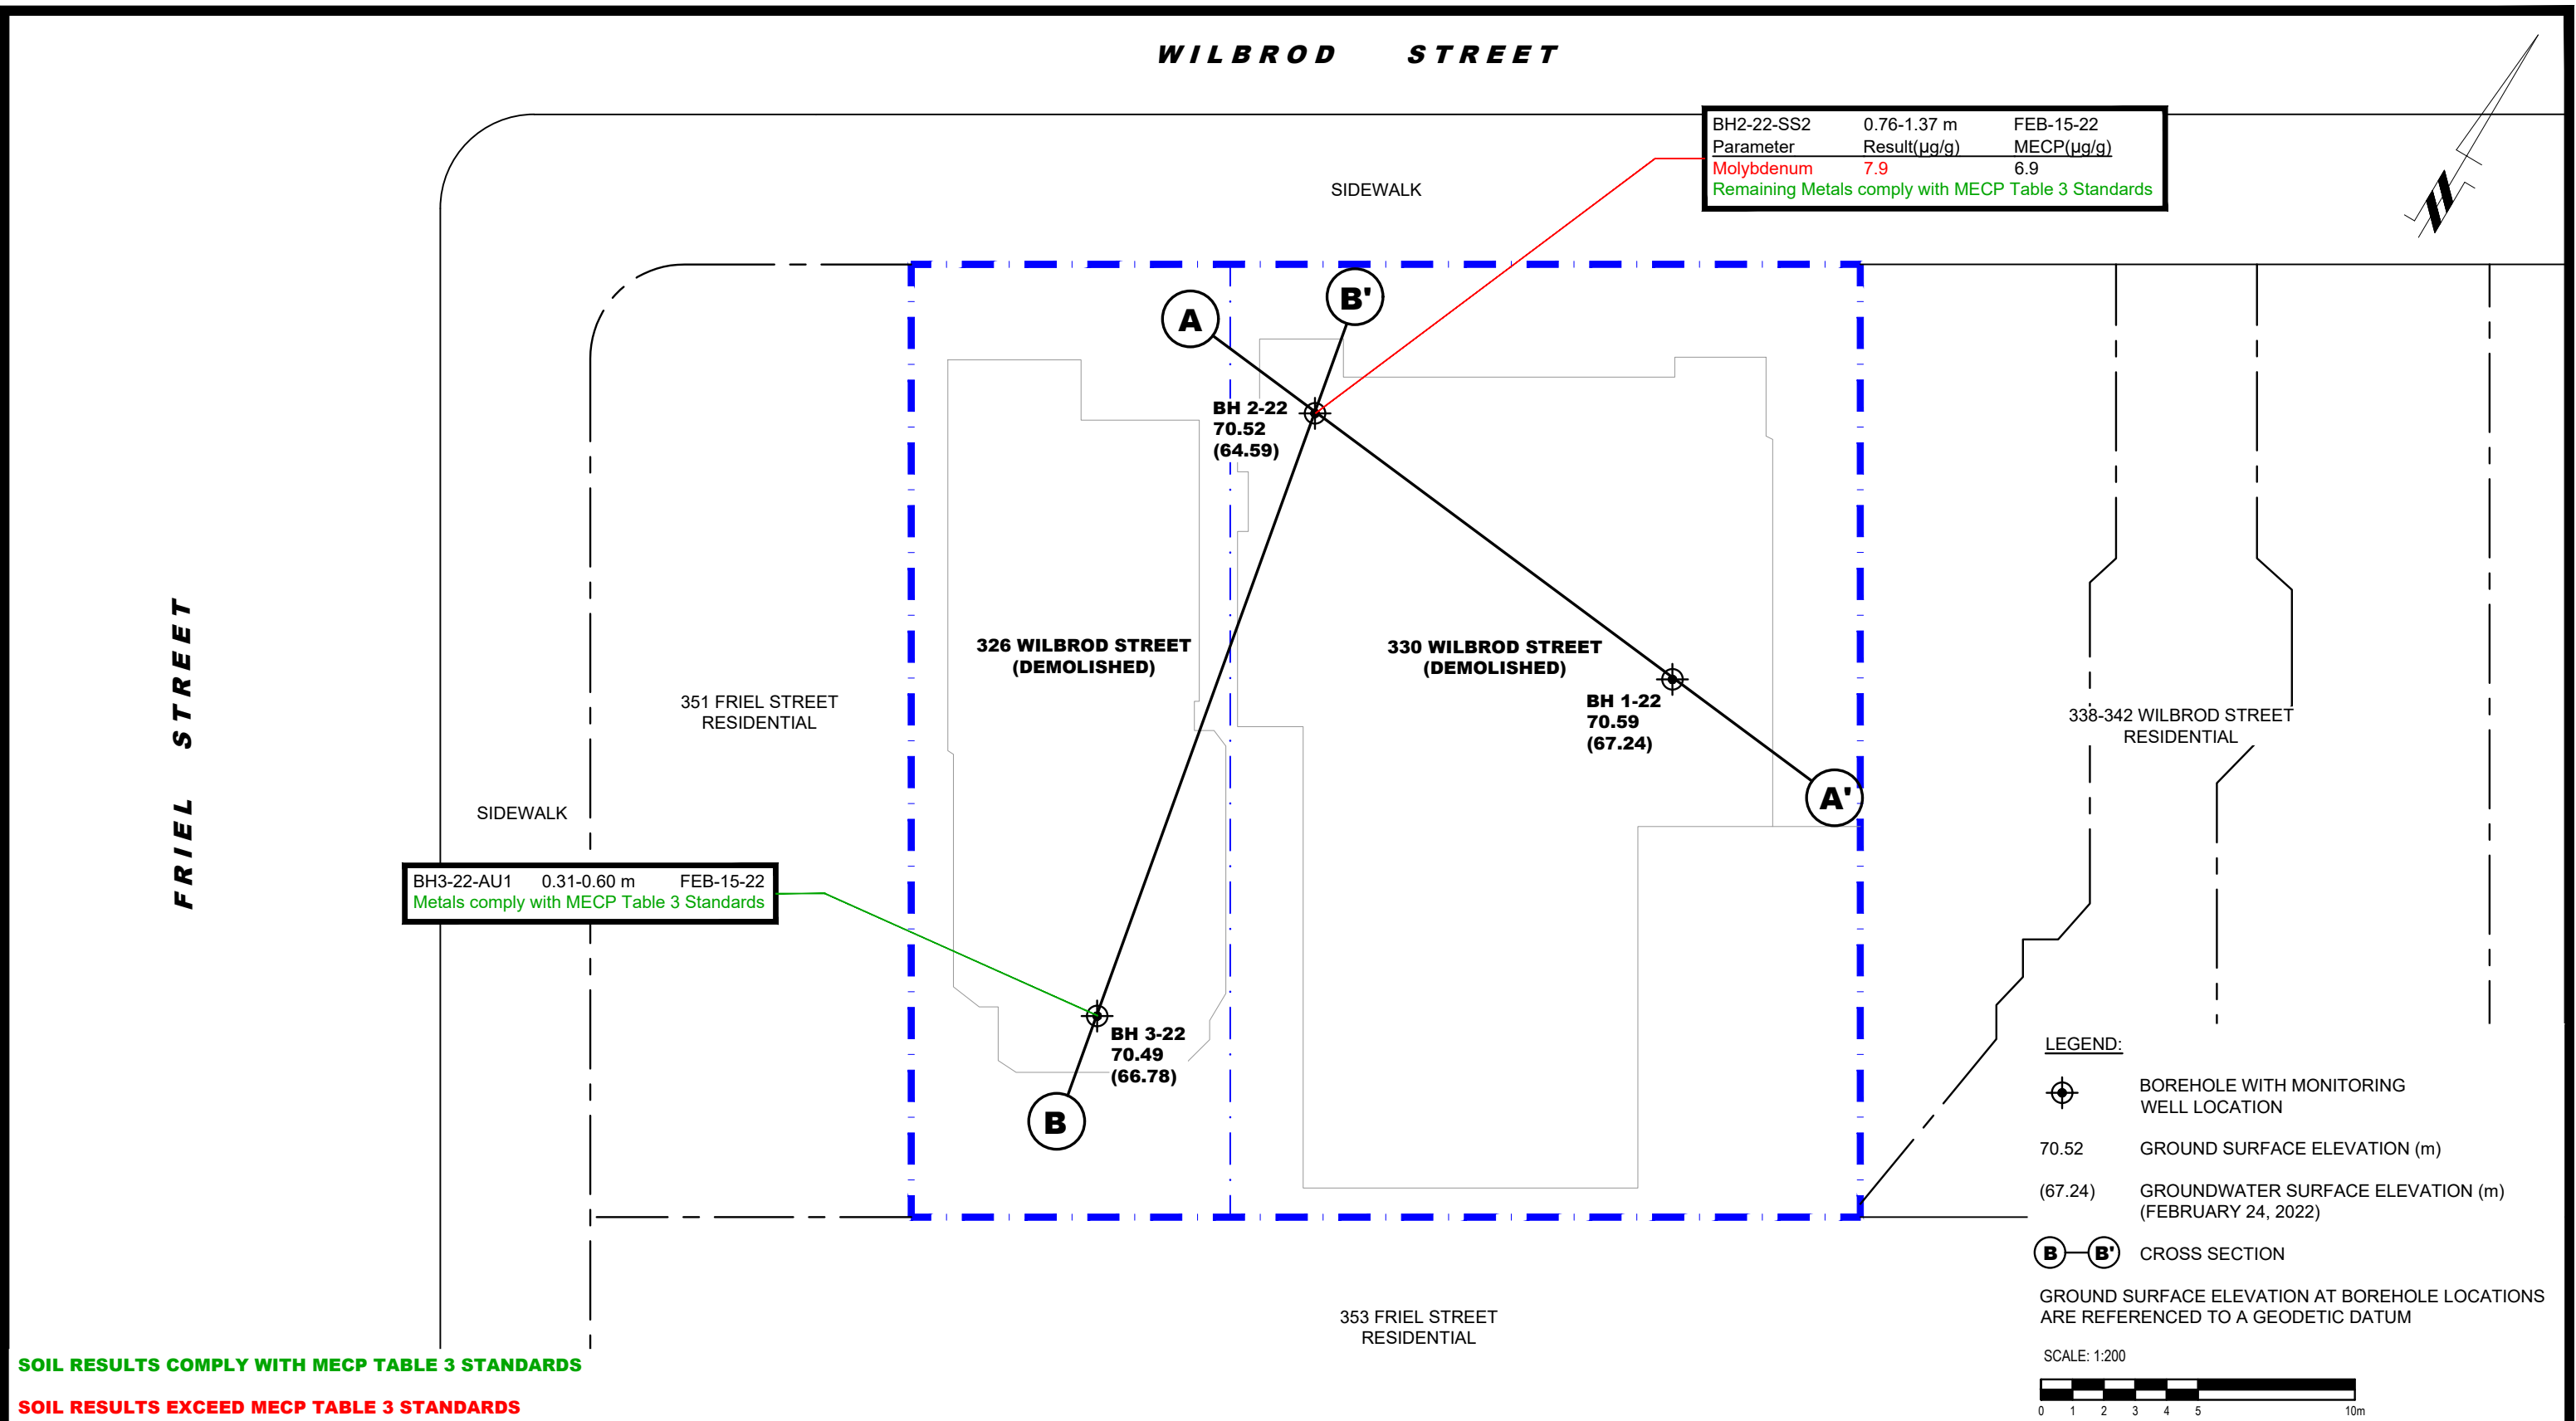 WILBROD STREET
BH2-22-SS2 0.76-1.37 m FEB-15-22
Parameter Result(µg/g) MECP(µg/g)
Molybdenum 7.9 6.9
Remaining Metals comply with MECP Table 3 Standards
SIDEWALK
A
B'
BH 2-22
70.52
(64.59)
326 WILBROD STREET
(DEMOLISHED)
330 WILBROD STREET
(DEMOLISHED)
BH 1-22
70.59
(67.24)
351 FRIEL STREET
RESIDENTIAL
338-342 WILBROD STREET
RESIDENTIAL
FRIEL STREET
SIDEWALK
A'
BH3-22-AU1 0.31-0.60 m FEB-15-22
Metals comply with MECP Table 3 Standards
BH 3-22
70.49
(66.78)
B
LEGEND:
BOREHOLE WITH MONITORING
WELL LOCATION
70.52 GROUND SURFACE ELEVATION (m)
(67.24) GROUNDWATER SURFACE ELEVATION (m)
(FEBRUARY 24, 2022)
B B' CROSS SECTION
GROUND SURFACE ELEVATION AT BOREHOLE LOCATIONS
ARE REFERENCED TO A GEODETIC DATUM
353 FRIEL STREET
RESIDENTIAL
SCALE: 1:200
0 1 2 3 4 5 10m
SOIL RESULTS COMPLY WITH MECP TABLE 3 STANDARDS
SOIL RESULTS EXCEED MECP TABLE 3 STANDARDS